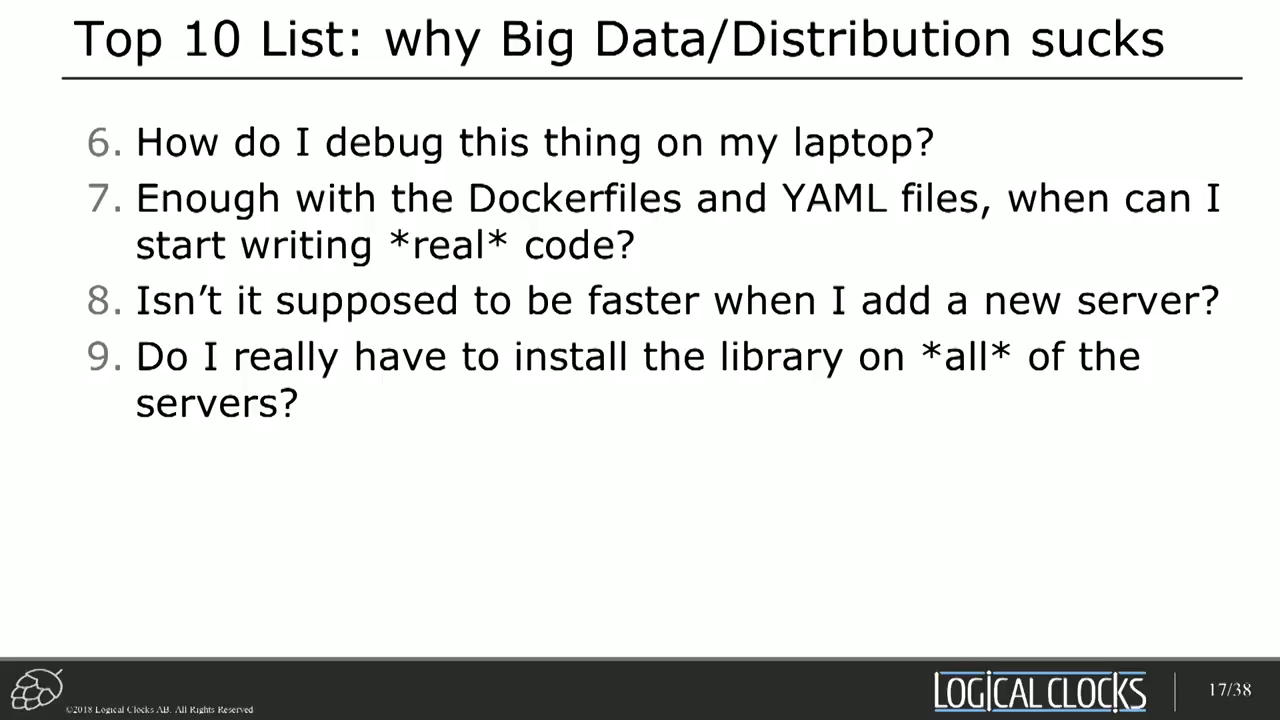 Top 10 List: why Big Data/Distribution sucks
6. How do I debug this thing on my laptop?
7. Enough with the Dockerfiles and YAML files, when can I
start writing *real* code?
8. Isn’t it supposed to be faster when I add a new server?
9. Do I really have to install the library on *all* of the
servers?
©2018 Logical Clocks AB. All Rights Reserved
LOGICAL CLOCKS
17/38